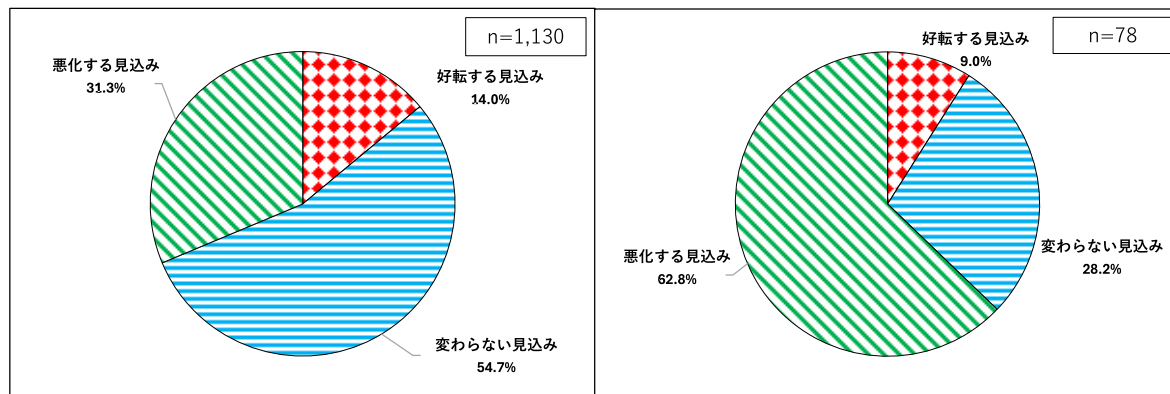 n=1,130
悪化する見込み
31.3%
好転する見込み
14.0%
変わらない見込み
54.7%
n=78
好転する見込み
9.0%
悪化する見込み
62.8%
変わらない見込み
28.2%